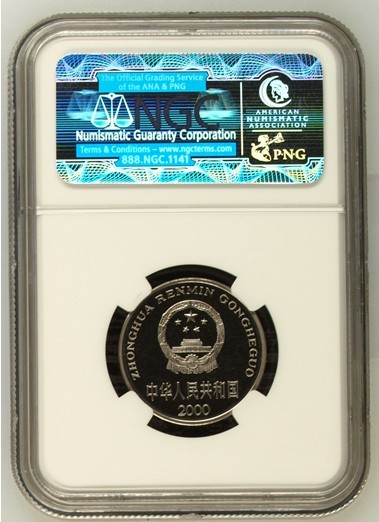 The Official Grading Service
of the ANA & PNG
NGC
Numismatic Guaranty Corporation
Terms & Conditions – www.ngcterms.com
888.NGC.1141
AMERICAN
NUMISMATIC
ASSOCIATION
PNG
ZHONGHUA RENMIN GONGHEGUO
中华人民共和国
2000